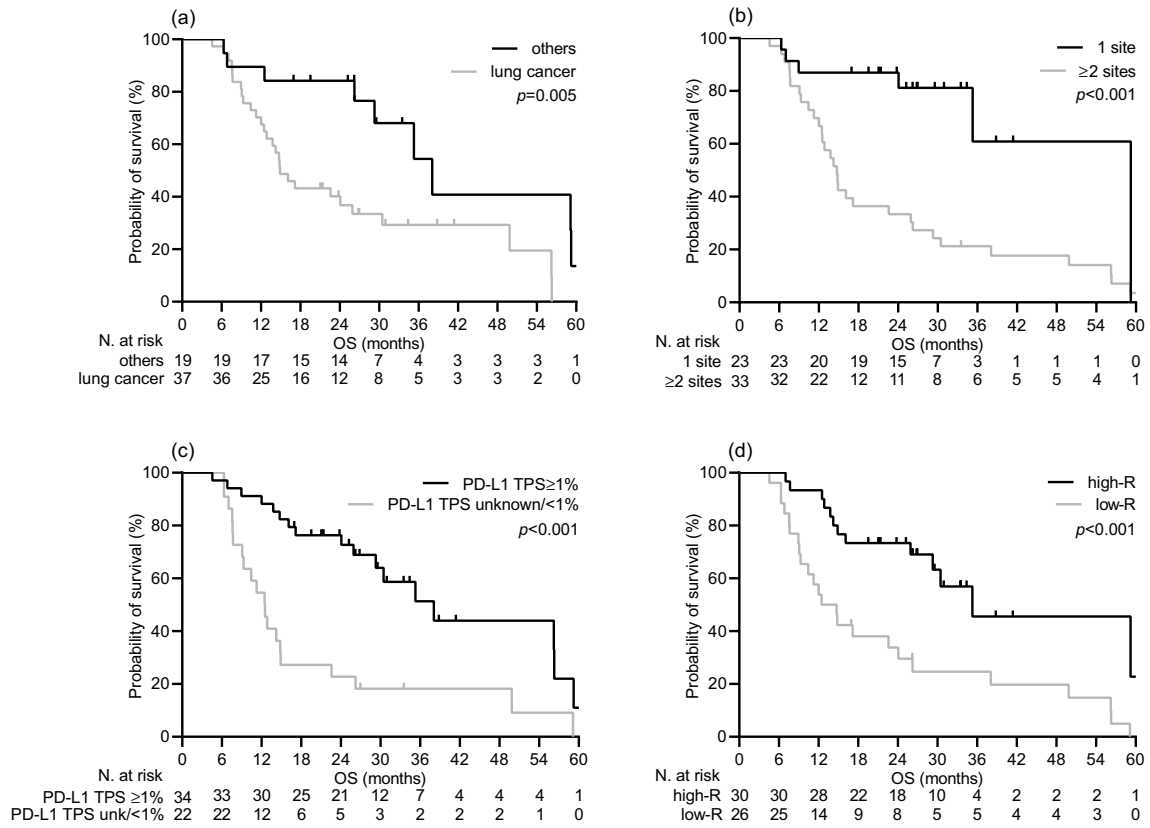 (a)
100
80
60
40
20
0
Probability of survival (%)
others
lung cancer
p=0.005
0 6 12 18 24 30 36 42 48 54 60
N. at risk OS (months)
others 19 19 17 15 14 7 4 3 3 3 1
lung cancer 37 36 25 16 12 8 5 3 3 2 0
(b)
100
80
60
40
20
0
Probability of survival (%)
1 site
≥2 sites
p<0.001
0 6 12 18 24 30 36 42 48 54 60
N. at risk OS (months)
1 site 23 23 20 19 15 7 3 1 1 1 0
≥2 sites 33 32 22 12 11 8 6 5 5 4 1
(c)
100
80
60
40
20
0
Probability of survival (%)
PD-L1 TPS≥1%
PD-L1 TPS unknown/<1%
p<0.001
0 6 12 18 24 30 36 42 48 54 60
N. at risk OS (months)
PD-L1 TPS ≥1% 34 33 30 25 21 12 7 4 4 4 1
PD-L1 TPS unk/<1% 22 22 12 6 5 3 2 2 2 1 0
(d)
100
80
60
40
20
0
Probability of survival (%)
high-R
low-R
p<0.001
0 6 12 18 24 30 36 42 48 54 60
N. at risk OS (months)
high-R 30 30 28 22 18 10 4 2 2 2 1
low-R 26 25 14 9 8 5 5 4 4 3 0